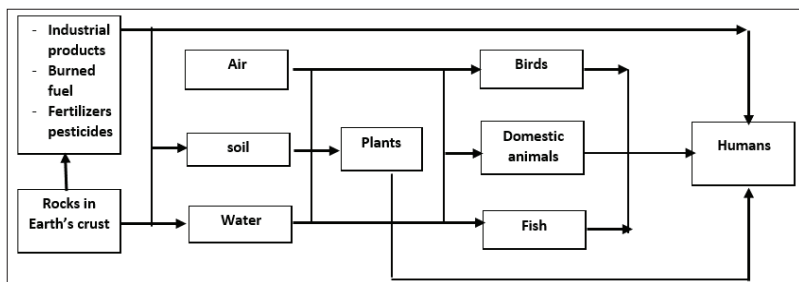 - Industrial
products
- Burned
fuel
- Fertilizers
pesticides
Rocks in
Earth's crust
Air
soil
Water
Plants
Birds
Domestic
animals
Fish
Humans